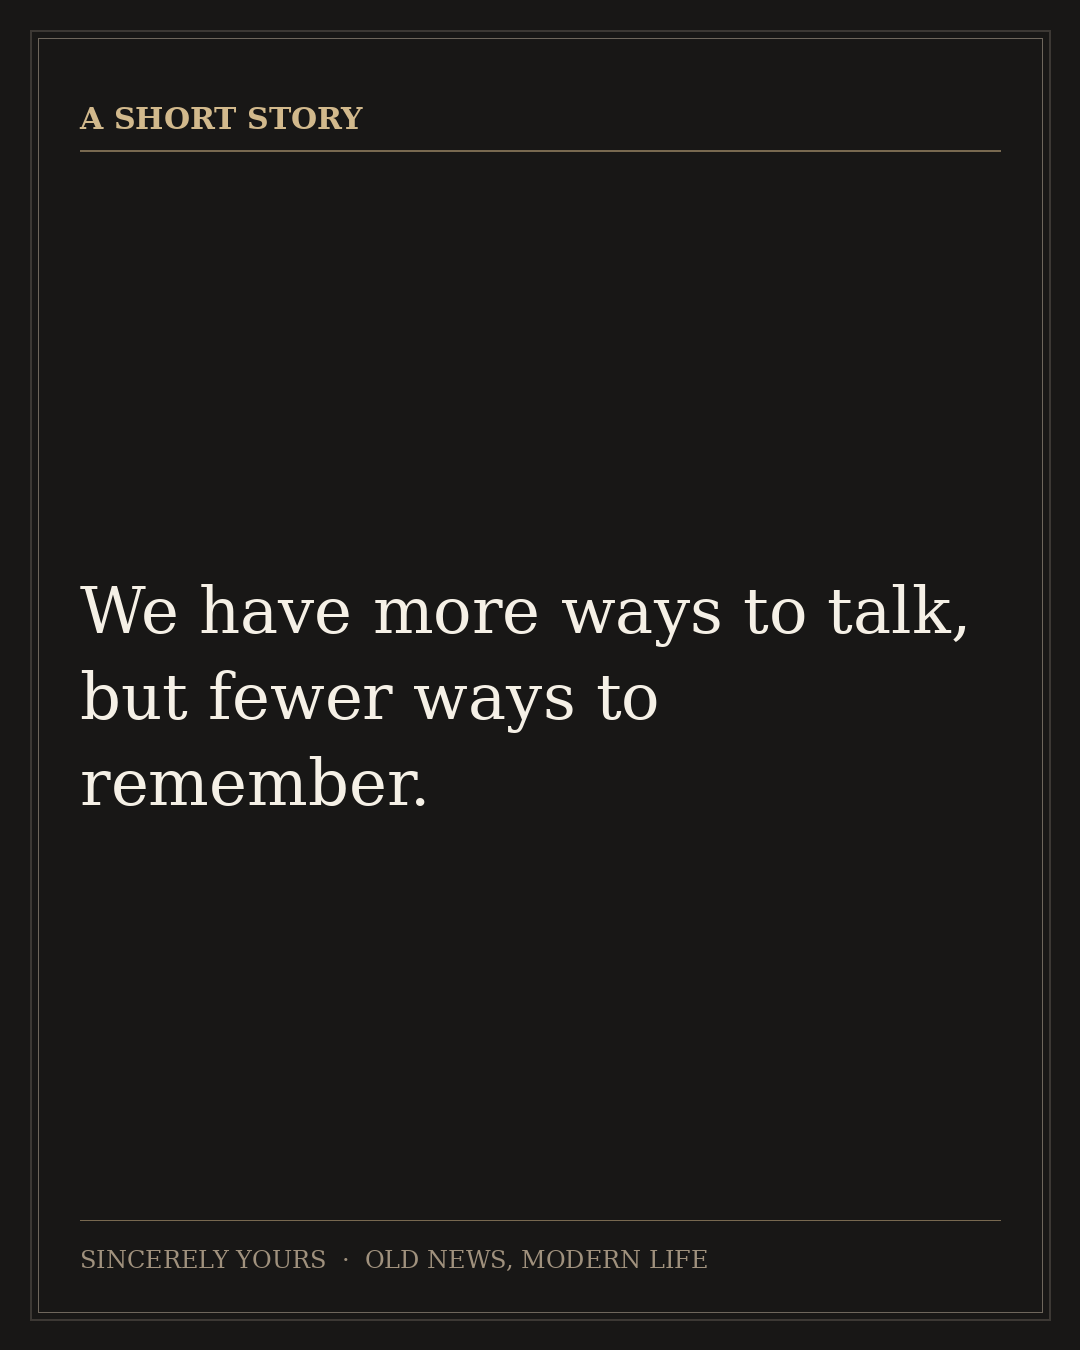 A SHORT STORY
We have more ways to talk,
but fewer ways to
remember.
SINCERELY YOURS · OLD NEWS, MODERN LIFE